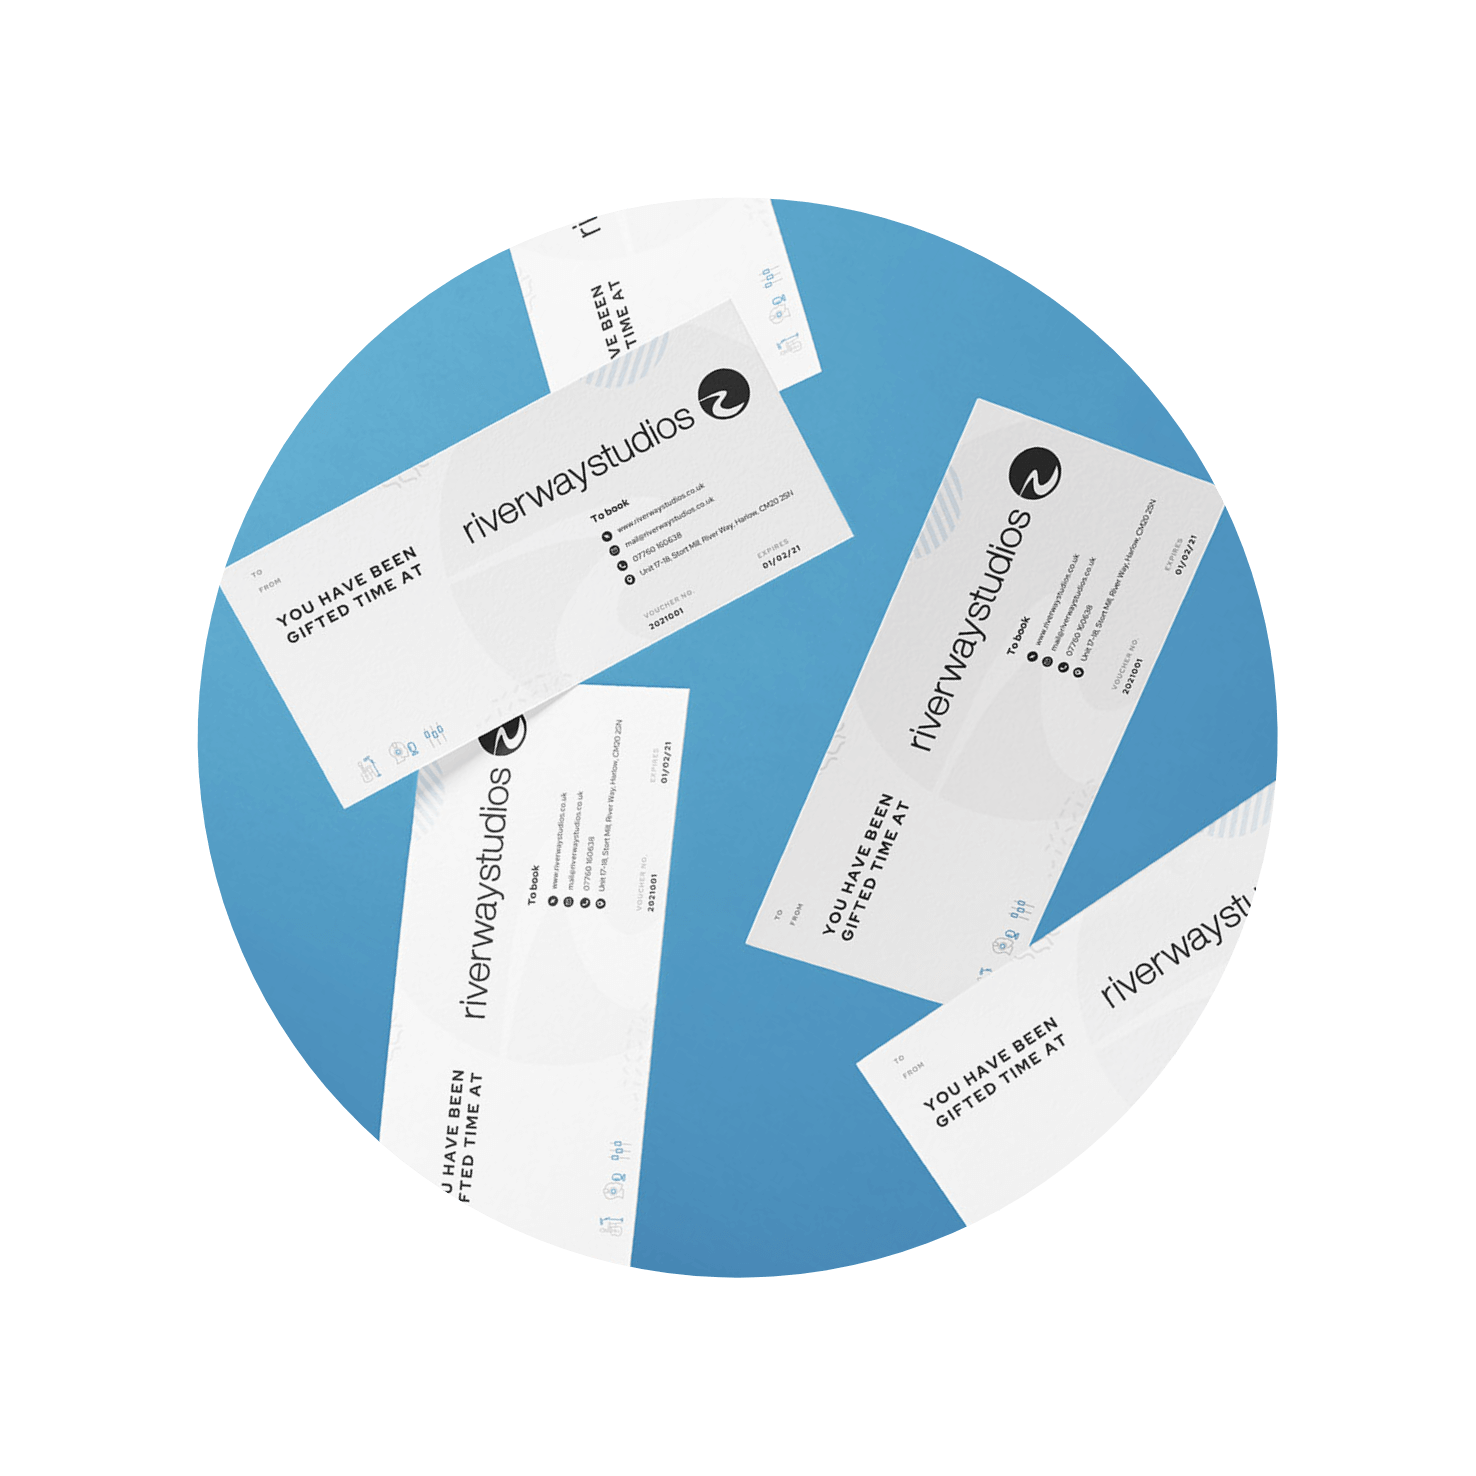 ri
VE BEEN
TIME AT
TO
FROM
YOU HAVE BEEN
GIFTED TIME AT
riverwaystudios
To book
www.riverwaystudios.co.uk
mail@riverwaystudios.co.uk
07760 160638
Unit 17-18, Stort Mill, River Way, Harlow, CM20 2SN
VOUCHER NO.
2021001
EXPIRES
01/02/21
TO
FROM
YOU HAVE BEEN
GIFTED TIME AT
riverwaystudios
To book
www.riverwaystudios.co.uk
mail@riverwaystudios.co.uk
07760 160638
Unit 17-18, Stort Mill, River Way, Harlow, CM20 2SN
VOUCHER NO.
2021001
EXPIRES
01/02/21
U HAVE BEEN
FTED TIME AT
riverwaystudios
To book
www.riverwaystudios.co.uk
mail@riverwaystudios.co.uk
07760 160638
Unit 17-18, Stort Mill, River Way, Harlow, CM20 2SN
VOUCHER NO.
2021001
EXPIRES
01/02/21
TO
FROM
YOU HAVE BEEN
GIFTED TIME AT
riverwaystu